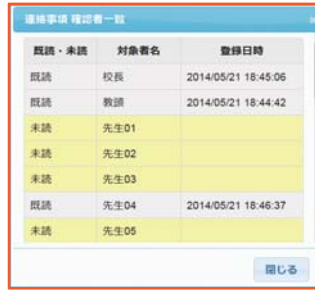 連絡事項 確認者一覧
既読・未読 対象者名 登録日時
既読 校長 2014/05/21 18:45:06
既読 教頭 2014/05/21 18:44:42
未読 先生01
未読 先生02
未読 先生03
既読 先生04 2014/05/21 18:46:37
未読 先生05
閉じる